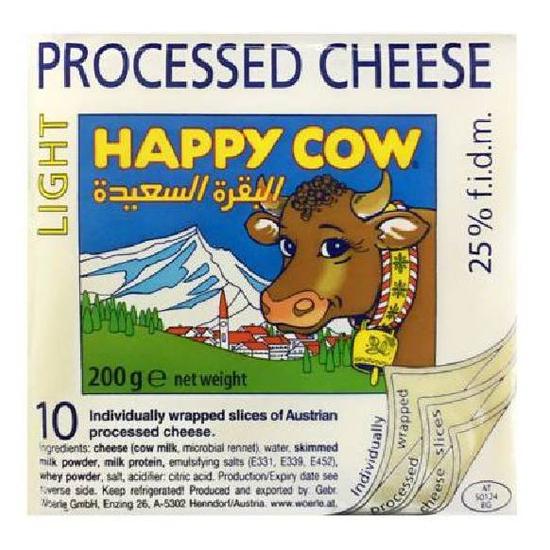 PROCESSED CHEESE
LIGHT
HAPPY COW®
البقرة السعيدة
25% f.i.d.m.
200 g e net weight
10
Individually wrapped slices of Austrian
processed cheese.
Ingredients: cheese (cow milk, microbial rennet), water, skimmed
milk powder, milk protein, emulsifying salts (E331, E339, E452),
whey powder, salt, acidifier: citric acid. Production/Expiry date see
reverse side. Keep refrigerated! Produced and exported by: Gebr.
Woerle GmbH, Enzing 26, A-5302 Henndorf/Austria. www.woerle.at
Individually
wrapped
processed
cheese slices
AT
50124
EG